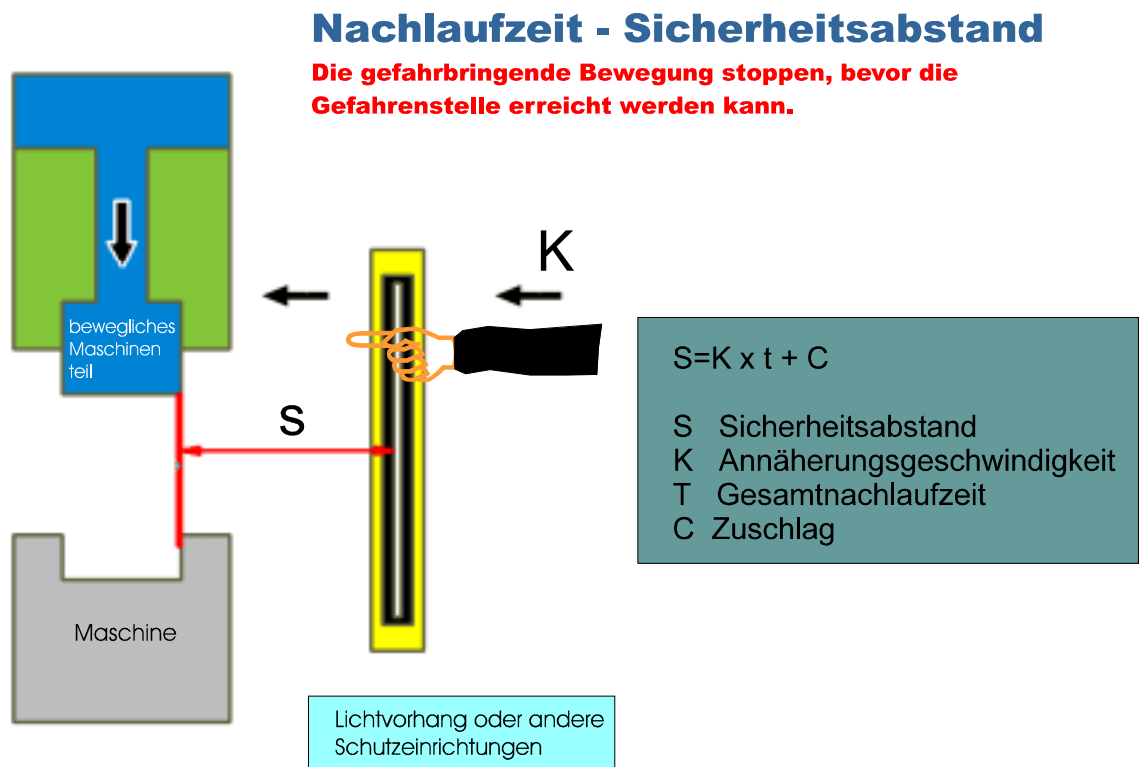 Nachlaufzeit - Sicherheitsabstand
Die gefahrbringende Bewegung stoppen, bevor die
Gefahrenstelle erreicht werden kann.
K
bewegliches
Maschinen
teil
S=K x t + C
s
S Sicherheitsabstand
K Annäherungsgeschwindigkeit
T Gesamtnachlaufzeit
C Zuschlag
Maschine
Lichtvorhang oder andere
Schutzeinrichtungen